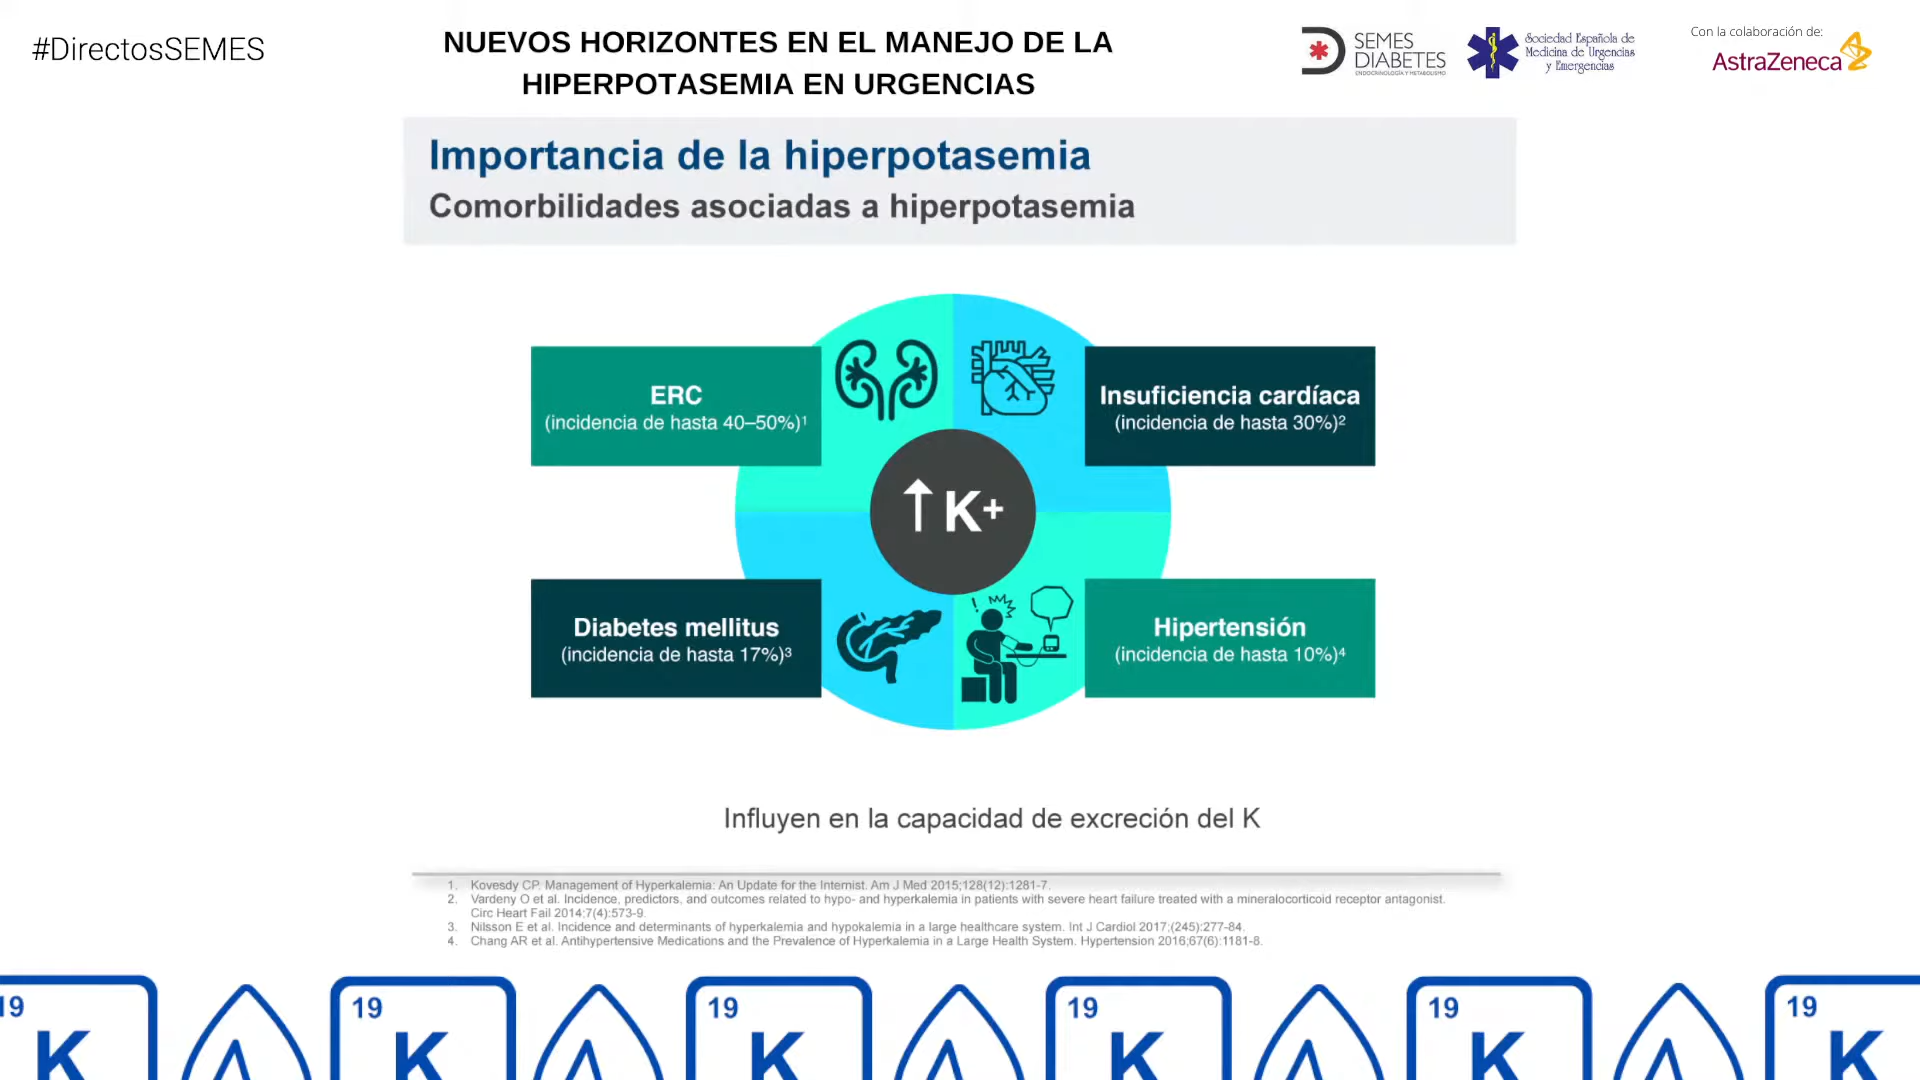 #DirectosSEMES
NUEVOS HORIZONTES EN EL MANEJO DE LA
HIPERPOTASEMIA EN URGENCIAS
SEMES
DIABETES
ENDOCRINOLOGÍA Y METABOLISMO
Sociedad Española de
Medicina de Urgencias
y Emergencias
Con la colaboración de:
AstraZeneca
Importancia de la hiperpotasemia
Comorbilidades asociadas a hiperpotasemia
ERC
(incidencia de hasta 40–50%)¹
Insuficiencia cardíaca
(incidencia de hasta 30%)²
↑K+
Diabetes mellitus
(incidencia de hasta 17%)³
!
Hipertensión
(incidencia de hasta 10%)⁴
Influyen en la capacidad de excreción del K
1. Kovesdy CP. Management of Hyperkalemia: An Update for the Internist. Am J Med 2015;128(12):1281-7.
2. Vardeny O et al. Incidence, predictors, and outcomes related to hypo- and hyperkalemia in patients with severe heart failure treated with a mineralocorticoid receptor antagonist.
Circ Heart Fail 2014;7(4):573-9.
3. Nilsson E et al. Incidence and determinants of hyperkalemia and hypokalemia in a large healthcare system. Int J Cardiol 2017;(245):277-84.
4. Chang AR et al. Antihypertensive Medications and the Prevalence of Hyperkalemia in a Large Health System. Hypertension 2016;67(6):1181-8.
19 19 19 19 19 19
K K K K K K